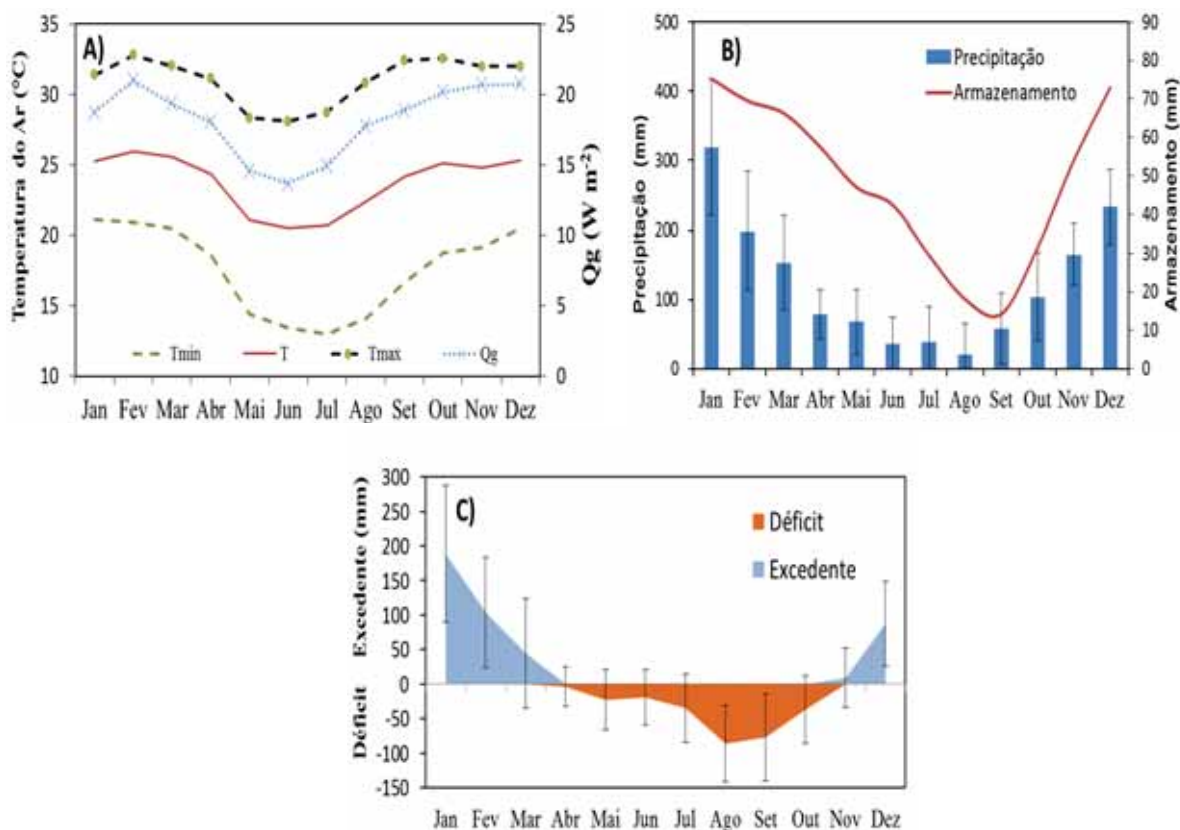 A)
Temperatura do Ar (°C)
35
30
25
20
15
10
Qg (W m⁻²)
25
20
15
10
5
0
Tmin T Tmax Qg
Jan Fev Mar Abr Mai Jun Jul Ago Set Out Nov Dez
B)
Precipitação (mm)
500
400
300
200
100
0
Armazenamento (mm)
90
80
70
60
50
40
30
20
10
0
Precipitação
Armazenamento
Jan Fev Mar Abr Mai Jun Jul Ago Set Out Nov Dez
C)
Déficit Excedente (mm)
300
250
200
150
100
50
0
-50
-100
-150
Déficit
Excedente
Jan Fev Mar Abr Mai Jun Jul Ago Set Out Nov Dez